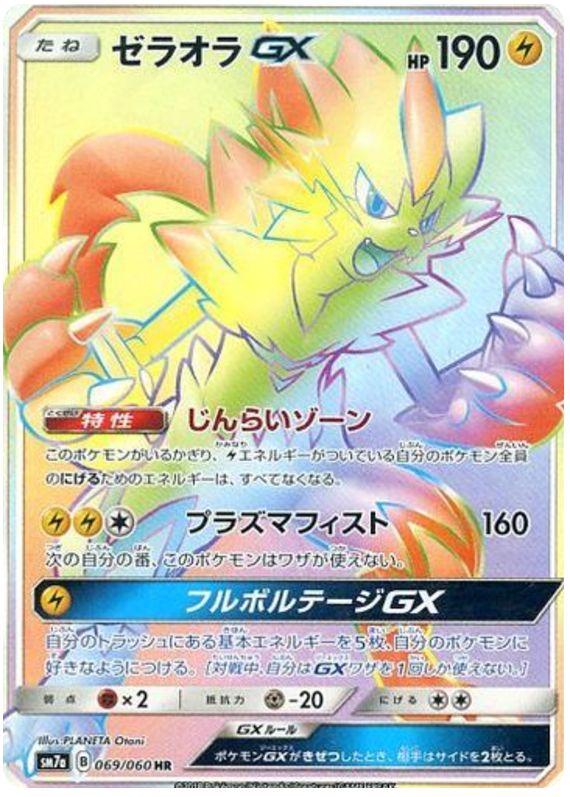 たね ゼラオラGX HP 190
とくせい
特性 じんらいゾーン
このポケモンがいるかぎり、エネルギーがついている自分のポケモン全員
のにげるためのエネルギーは、すべてなくなる。
プラズマフィスト 160
次の自分の番、このポケモンはワザが使えない。
フルボルテージGX
自分のトラッシュにある基本エネルギーを5枚、自分のポケモンに
好きなようにつける。[対戦中、自分はGXワザを1回しか使えない。]
弱点 ×2 抵抗力 -20 にげる
Illus. PLANETA Otani
GXルール
SM7a B 069/060 HR
ポケモンGXがきぜつしたとき、相手はサイドを2枚とる。